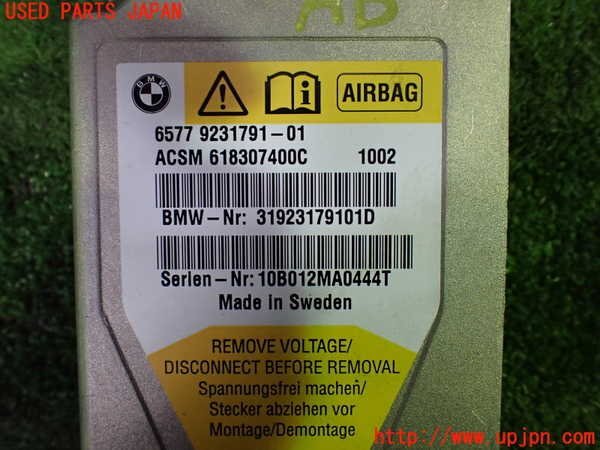 USED PARTS JAPAN
AB
BMW
i
AIRBAG
6577 9231791-01
ACSM 618307400C 1002
BMW-Nr: 31923179101D
Serien-Nr: 10B012MA0444T
Made in Sweden
REMOVE VOLTAGE/
DISCONNECT BEFORE REMOVAL
Spannungsfrei machen/
Stecker abziehen vor
Montage/Demontage
http://www.upjpn.com/